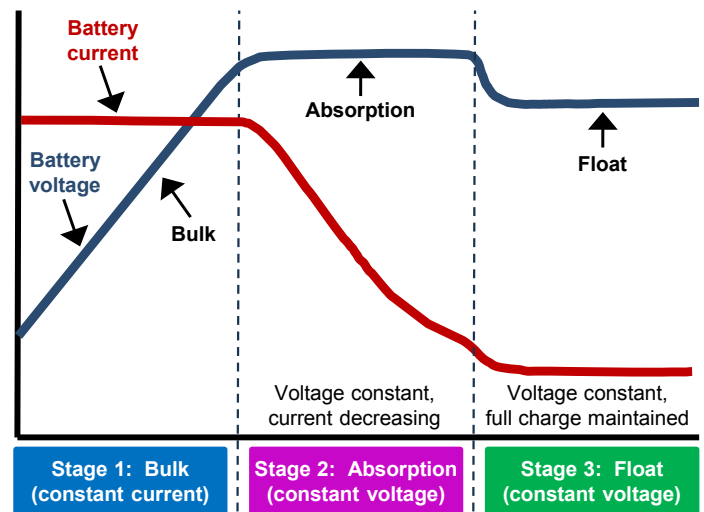 Battery
current
Absorption
Battery
voltage
Float
Bulk
Voltage constant,
current decreasing
Voltage constant,
full charge maintained
Stage 1:  Bulk
(constant current)
Stage 2:  Absorption
(constant voltage)
Stage 3:  Float
(constant voltage)